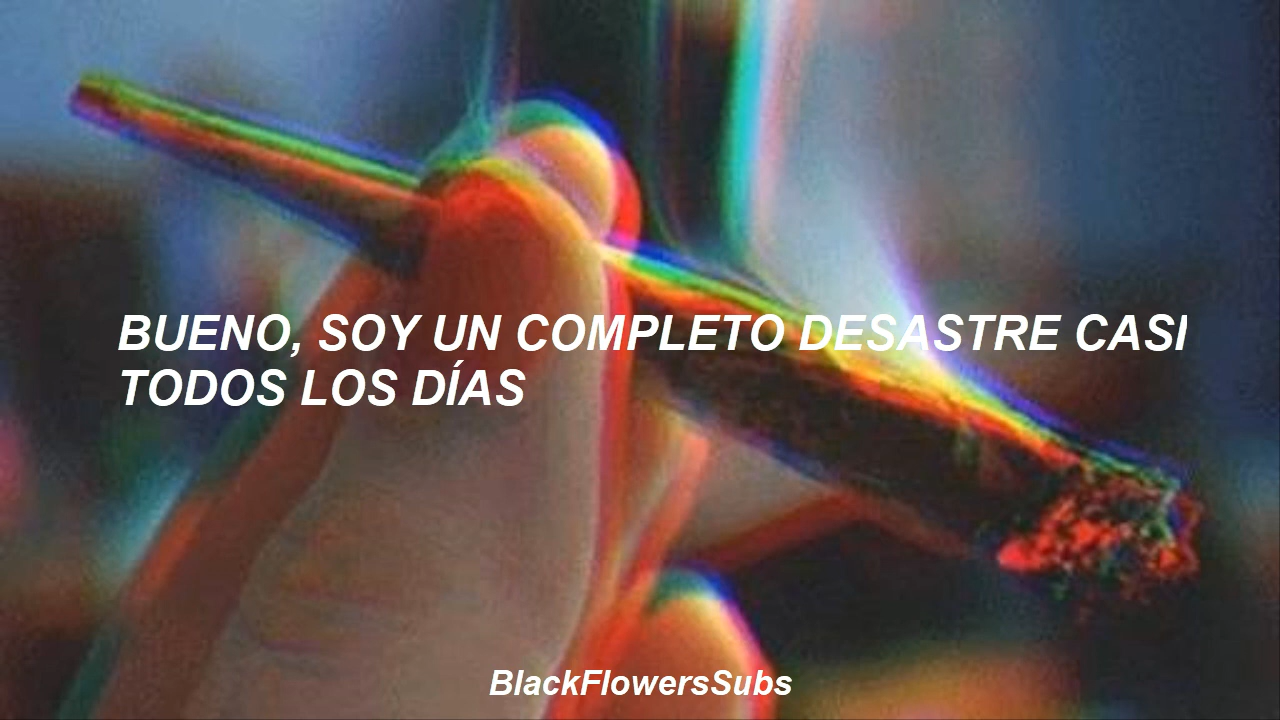 BUENO, SOY UN COMPLETO DESASTRE CASI
TODOS LOS DÍAS
BlackFlowersSubs